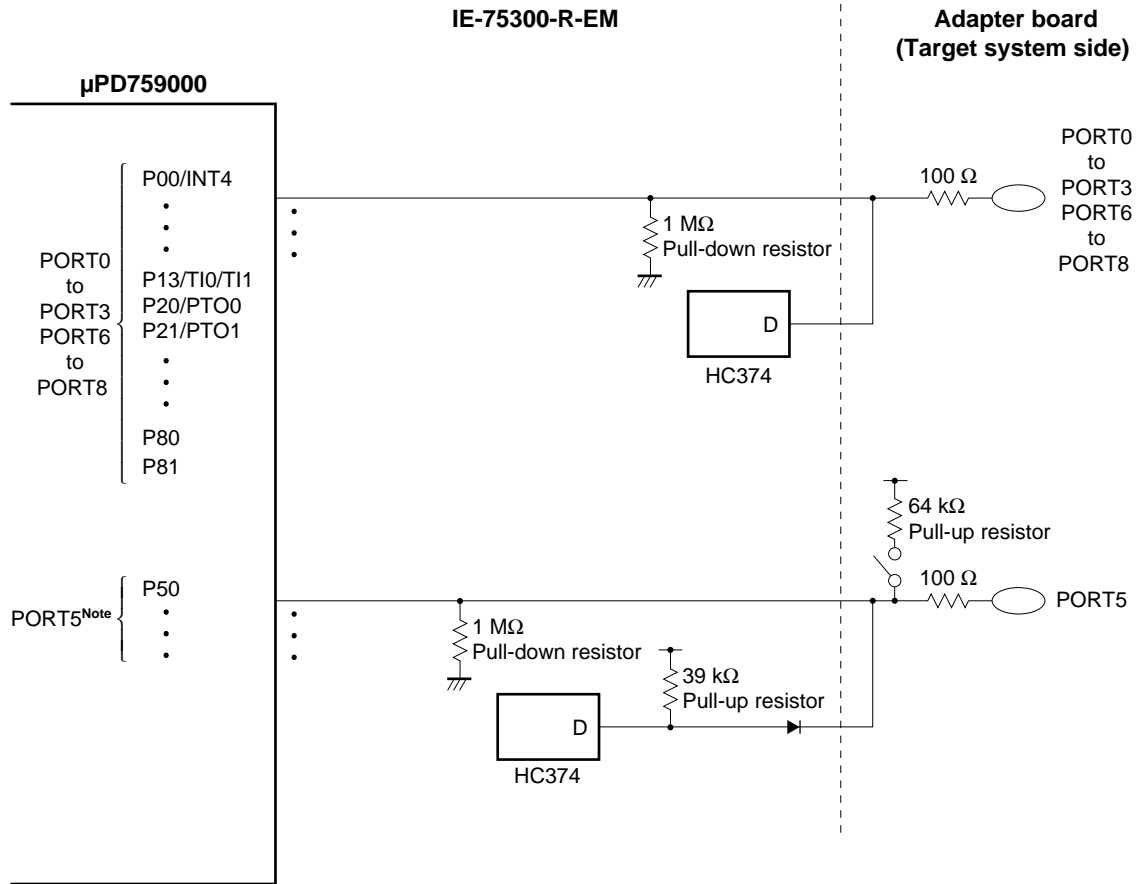 IE-75300-R-EM
Adapter board
(Target system side)
µPD759000
P00/INT4
P13/TI0/TI1
P20/PTO0
P21/PTO1
P80
P81
PORT0
to
PORT3
PORT6
to
PORT8
1 MΩ
Pull-down resistor
D
HC374
100 Ω
PORT0
to
PORT3
PORT6
to
PORT8
PORT5Note
P50
1 MΩ
Pull-down resistor
39 kΩ
Pull-up resistor
D
HC374
64 kΩ
Pull-up resistor
100 Ω
PORT5